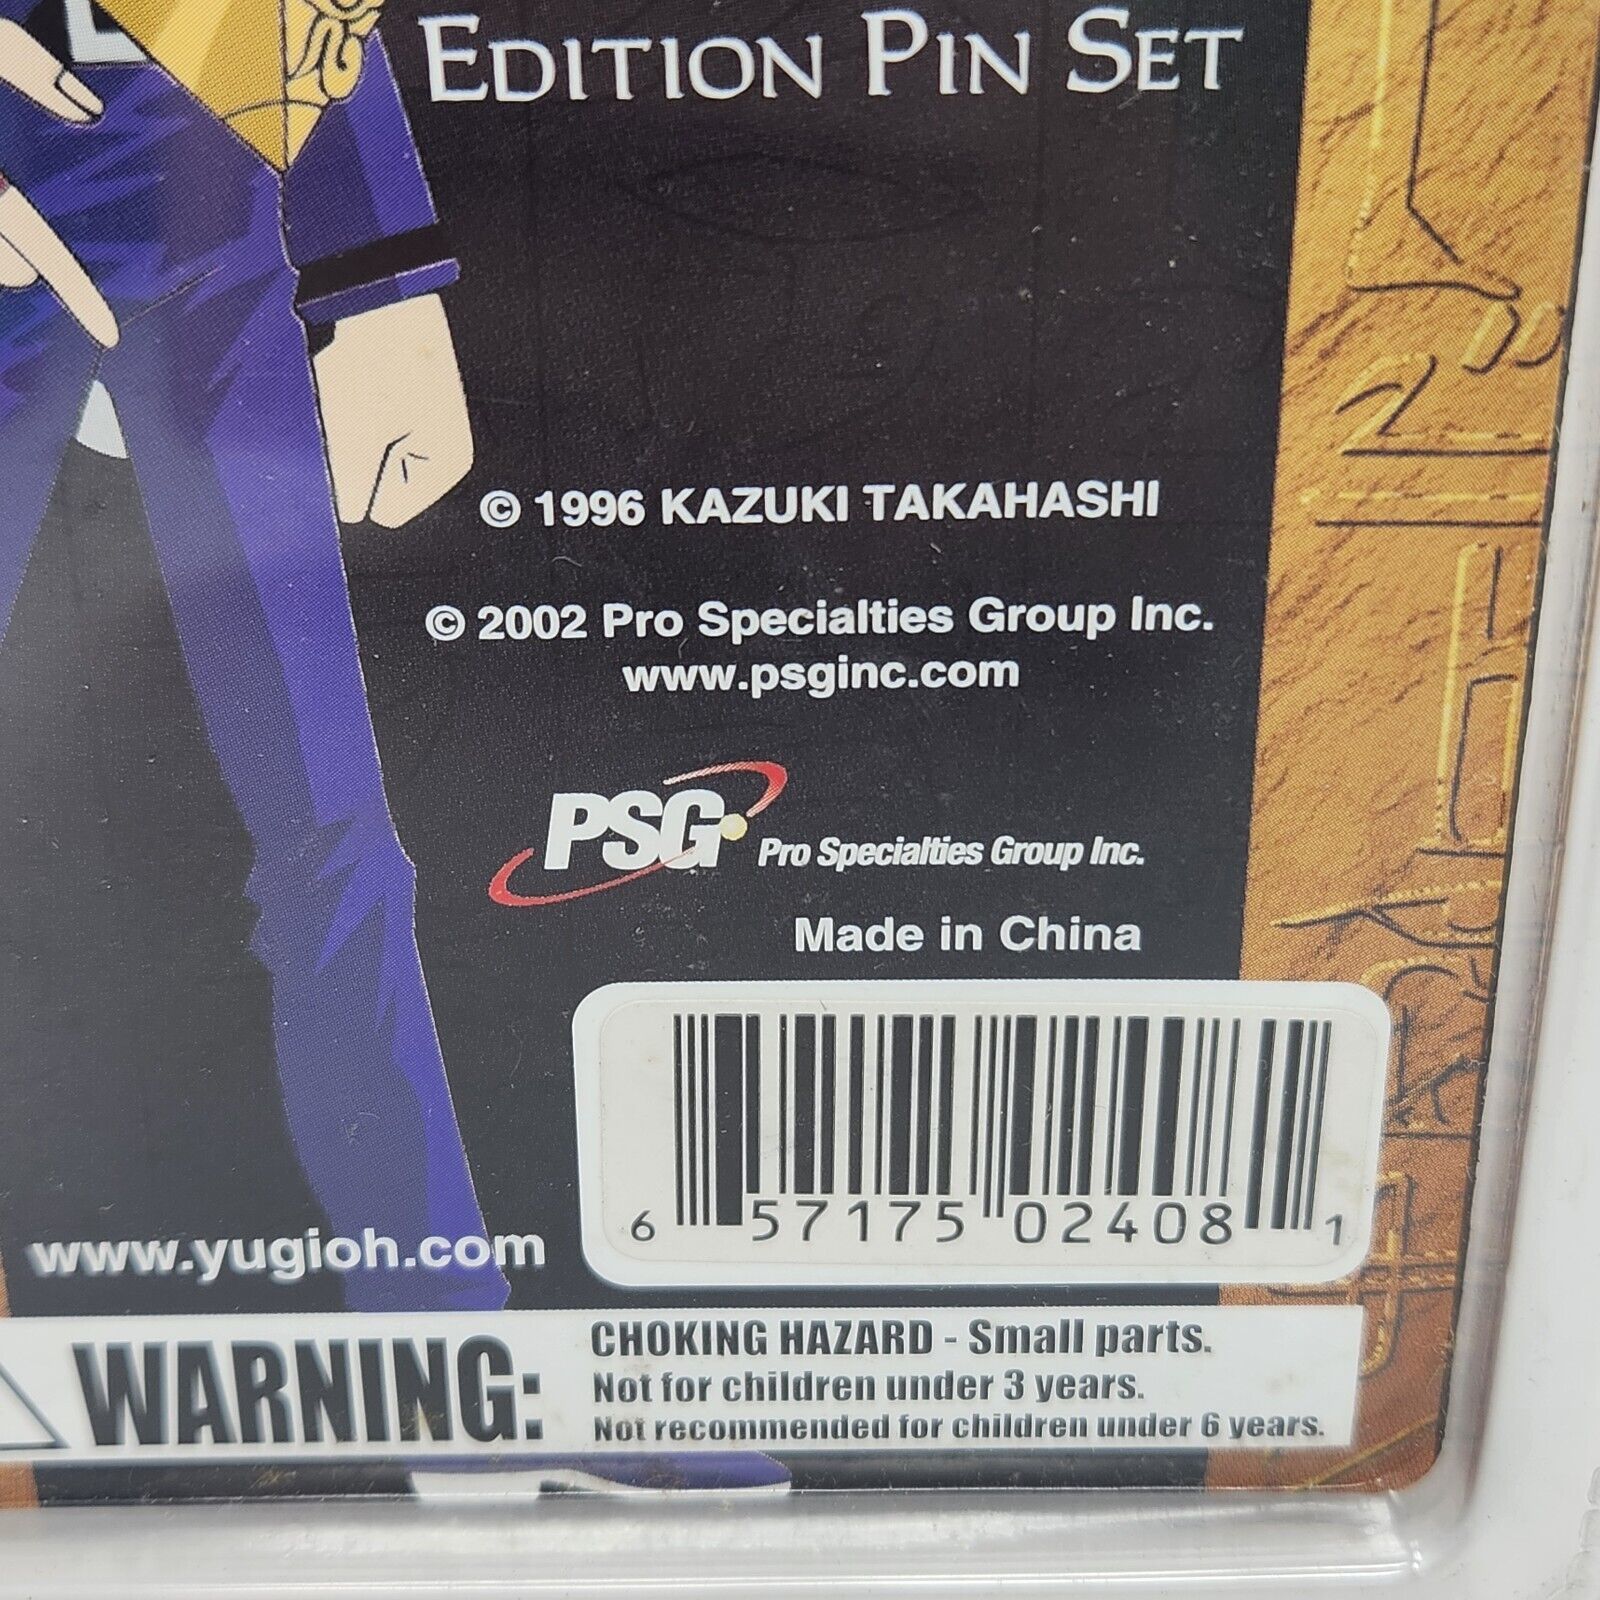 EDITION PIN SET
© 1996 KAZUKI TAKAHASHI
© 2002 Pro Specialties Group Inc.
www.psginc.com
PSG Pro Specialties Group Inc.
Made in China
6 57175 02408 1
www.yugioh.com
WARNING: CHOKING HAZARD - Small parts.
Not for children under 3 years.
Not recommended for children under 6 years.